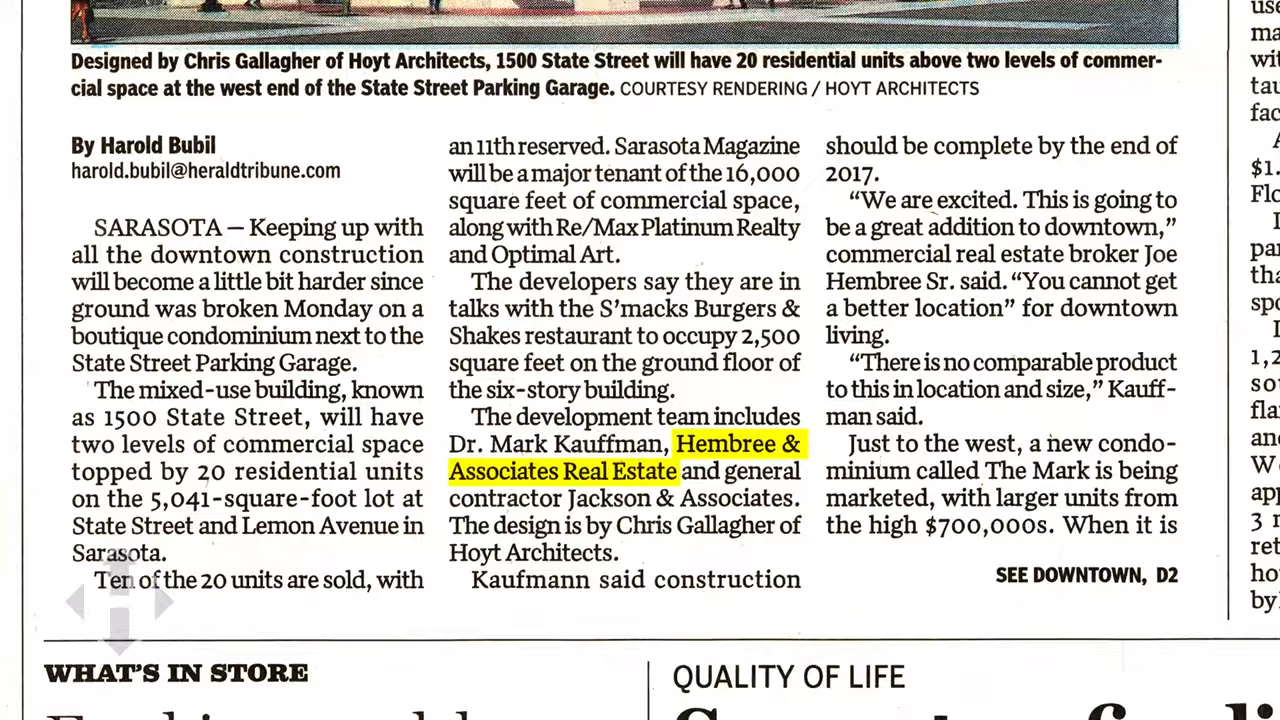 Designed by Chris Gallagher of Hoyt Architects, 1500 State Street will have 20 residential units above two levels of commer-
cial space at the west end of the State Street Parking Garage. COURTESY RENDERING / HOYT ARCHITECTS
By Harold Bubil
harold.bubil@heraldtribune.com
SARASOTA — Keeping up with
all the downtown construction
will become a little bit harder since
ground was broken Monday on a
boutique condominium next to the
State Street Parking Garage.
The mixed-use building, known
as 1500 State Street, will have
two levels of commercial space
topped by 20 residential units
on the 5,041-square-foot lot at
State Street and Lemon Avenue in
Sarasota.
Ten of the 20 units are sold, with
an 11th reserved. Sarasota Magazine
will be a major tenant of the 16,000
square feet of commercial space,
along with Re/Max Platinum Realty
and Optimal Art.
The developers say they are in
talks with the S'macks Burgers &
Shakes restaurant to occupy 2,500
square feet on the ground floor of
the six-story building.
The development team includes
Dr. Mark Kauffman, Hembree &
Associates Real Estate and general
contractor Jackson & Associates.
The design is by Chris Gallagher of
Hoyt Architects.
Kaufmann said construction
should be complete by the end of
2017.
“We are excited. This is going to
be a great addition to downtown,”
commercial real estate broker Joe
Hembree Sr. said. “You cannot get
a better location” for downtown
living.
“There is no comparable product
to this in location and size,” Kauff-
man said.
Just to the west, a new condo-
minium called The Mark is being
marketed, with larger units from
the high $700,000s. When it is
SEE DOWNTOWN, D2
WHAT'S IN STORE
QUALITY OF LIFE